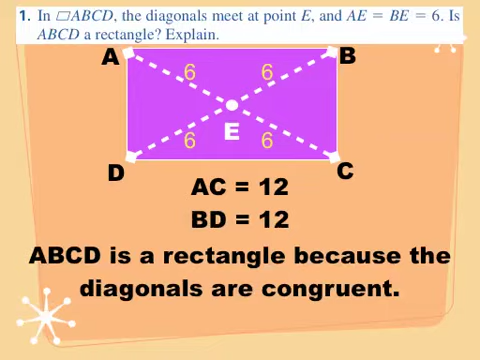 1. In ▱ABCD, the diagonals meet at point E, and AE = BE = 6. Is
ABCD a rectangle? Explain.
A B
6 6
E
6 6
D C
AC = 12
BD = 12
ABCD is a rectangle because the
diagonals are congruent.